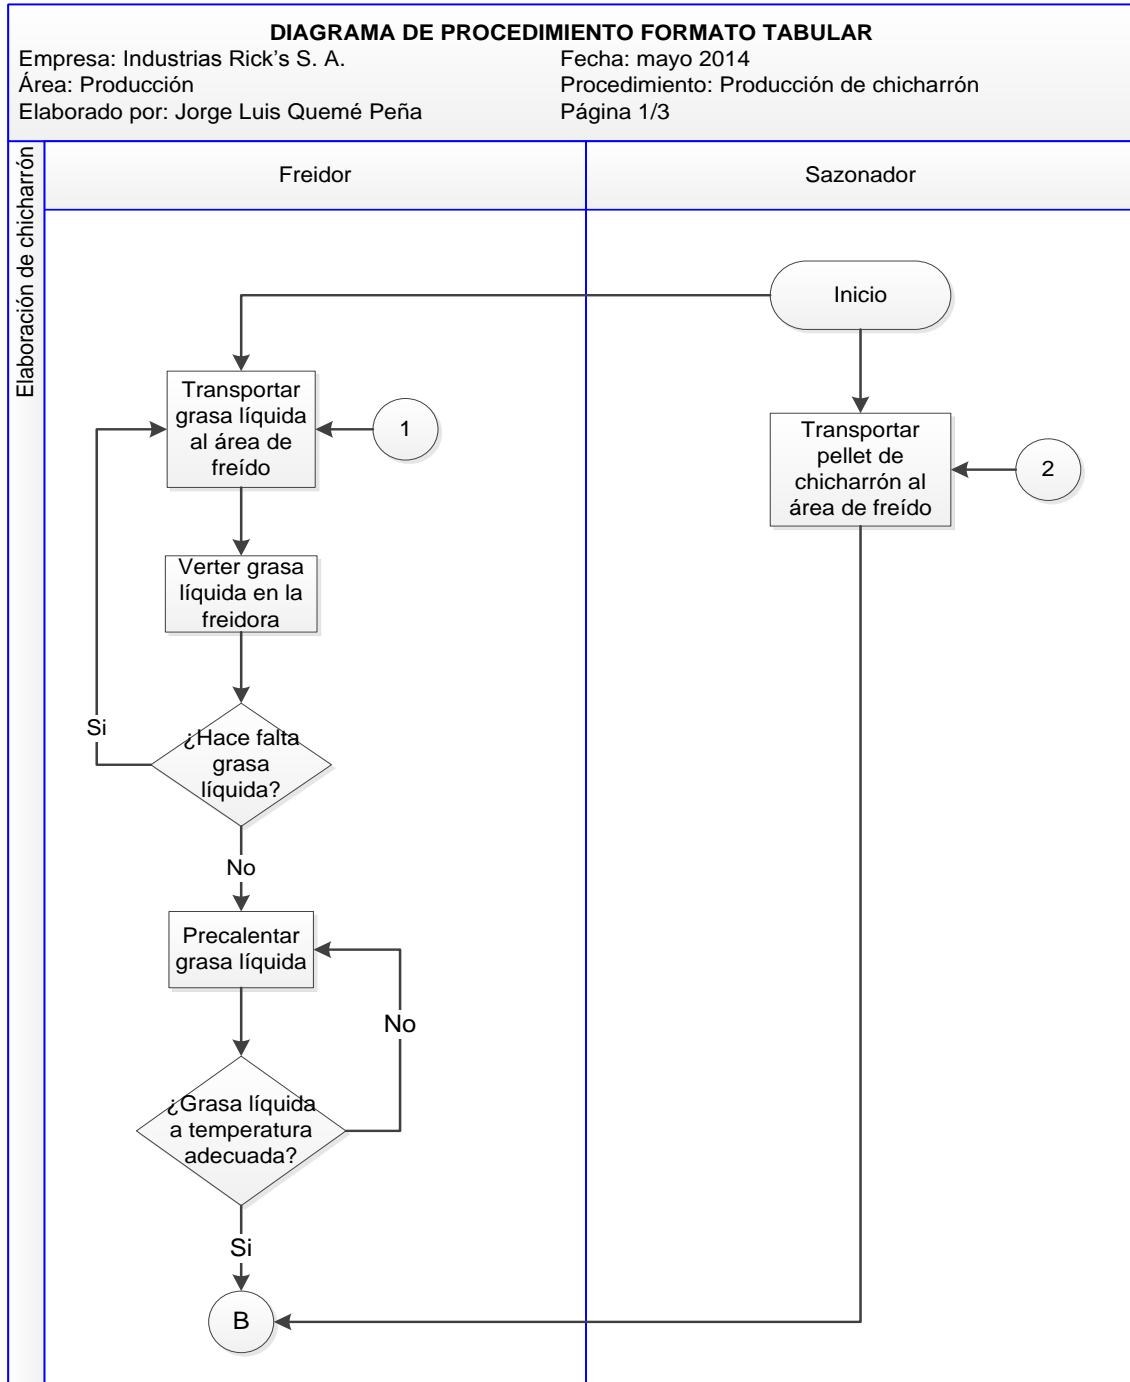 DIAGRAMA DE PROCEDIMIENTO FORMATO TABULAR
Empresa: Industrias Rick's S. A.
Fecha: mayo 2014
Área: Producción
Procedimiento: Producción de chicharrón
Elaborado por: Jorge Luis Quemé Peña
Página 1/3
Elaboración de chicharrón
Freidor
Sazonador
Inicio
Transportar
grasa líquida
al área de
freído
1
Transportar
pellet de
chicharrón al
área de freído
2
Verter grasa
líquida en la
freidora
Si
¿Hace falta
grasa
líquida?
No
Precalentar
grasa líquida
No
¿Grasa líquida
a temperatura
adecuada?
Si
B